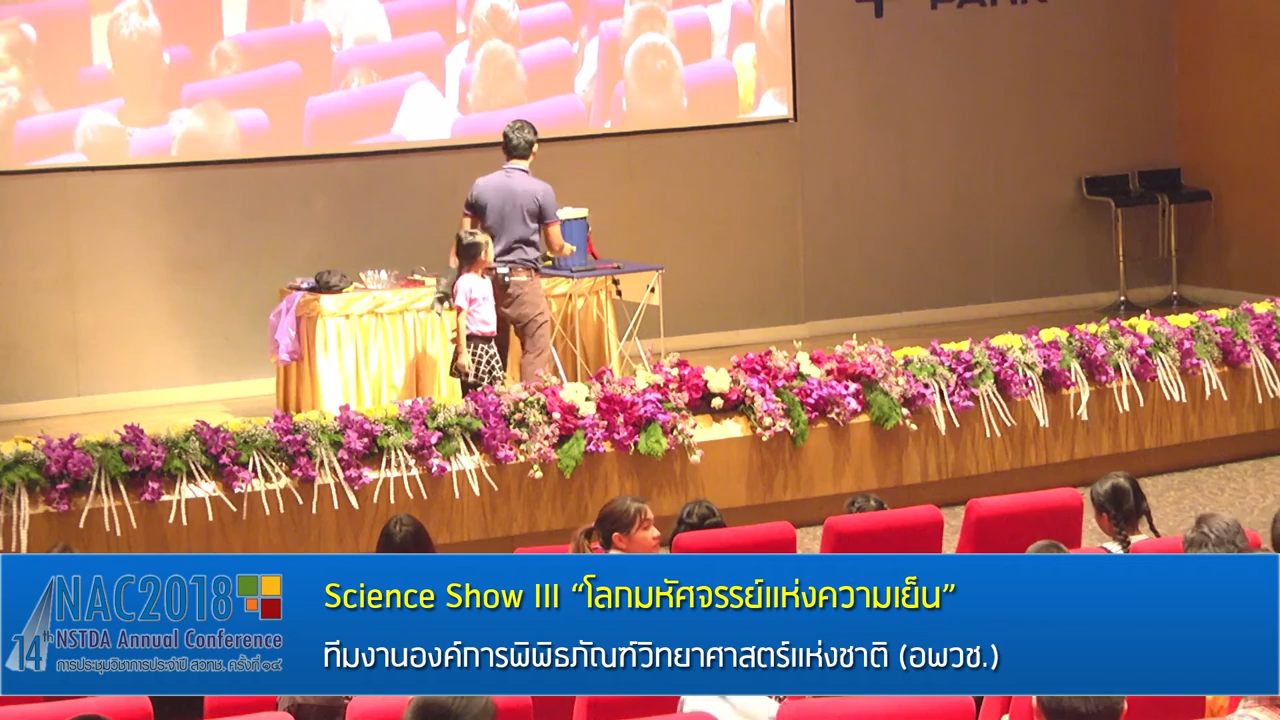 PARK
NAC2018
14th NSTDA Annual Conference
การประชุมวิชาการประจำปี สวทช. ครั้งที่ ๑๔
Science Show III “โลกมหัศจรรย์แห่งความเย็น”
ทีมงานองค์การพิพิธภัณฑ์วิทยาศาสตร์แห่งชาติ (อพวช.)